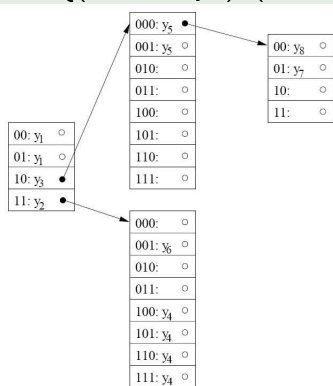 000: y5
001: y5
010:
011:
100:
101:
110:
111:
00: y8
01: y7
10:
11:
00: y1
01: y1
10: y3
11: y2
000:
001: y6
010:
011:
100: y4
101: y4
110: y4
111: y4